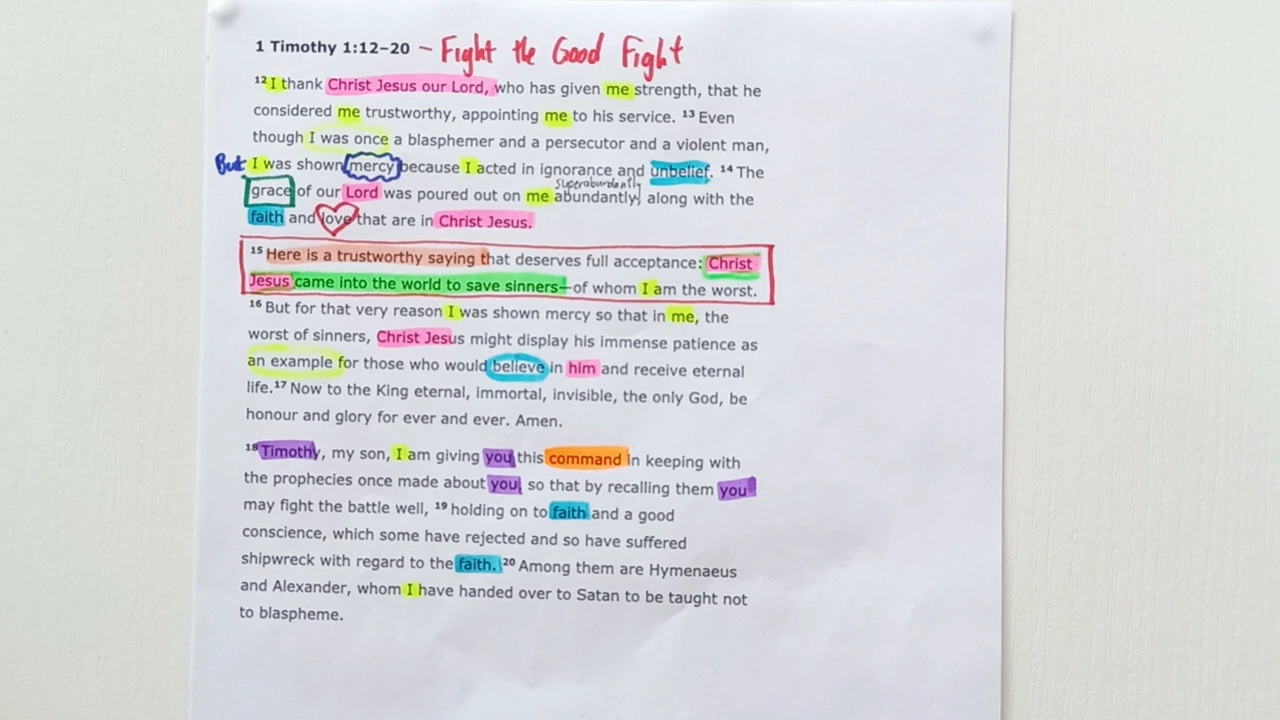 1 Timothy 1:12–20 – Fight the Good Fight
12 I thank Christ Jesus our Lord, who has given me strength, that he
considered me trustworthy, appointing me to his service. 13 Even
though I was once a blasphemer and a persecutor and a violent man,
But I was shown mercy because I acted in ignorance and unbelief. 14 The
superabundantly
grace of our Lord was poured out on me abundantly, along with the
faith and love that are in Christ Jesus.
15 Here is a trustworthy saying that deserves full acceptance: Christ
Jesus came into the world to save sinners—of whom I am the worst.
16 But for that very reason I was shown mercy so that in me, the
worst of sinners, Christ Jesus might display his immense patience as
an example for those who would believe in him and receive eternal
life. 17 Now to the King eternal, immortal, invisible, the only God, be
honour and glory for ever and ever. Amen.
18 Timothy, my son, I am giving you this command in keeping with
the prophecies once made about you, so that by recalling them you
may fight the battle well, 19 holding on to faith and a good
conscience, which some have rejected and so have suffered
shipwreck with regard to the faith. 20 Among them are Hymenaeus
and Alexander, whom I have handed over to Satan to be taught not
to blaspheme.